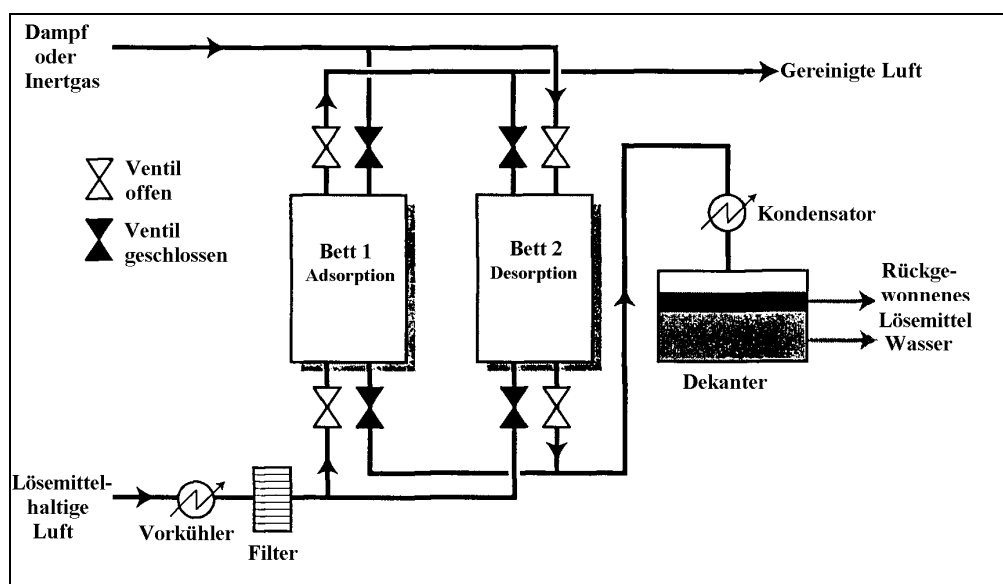 Dampf
oder
Inertgas
Gereinigte Luft
Ventil
offen
Ventil
geschlossen
Bett 1
Adsorption
Bett 2
Desorption
Kondensator
Rückge-
wonnenes
Lösemittel
Wasser
Dekanter
Lösemittel-
haltige
Luft
Vorkühler
Filter